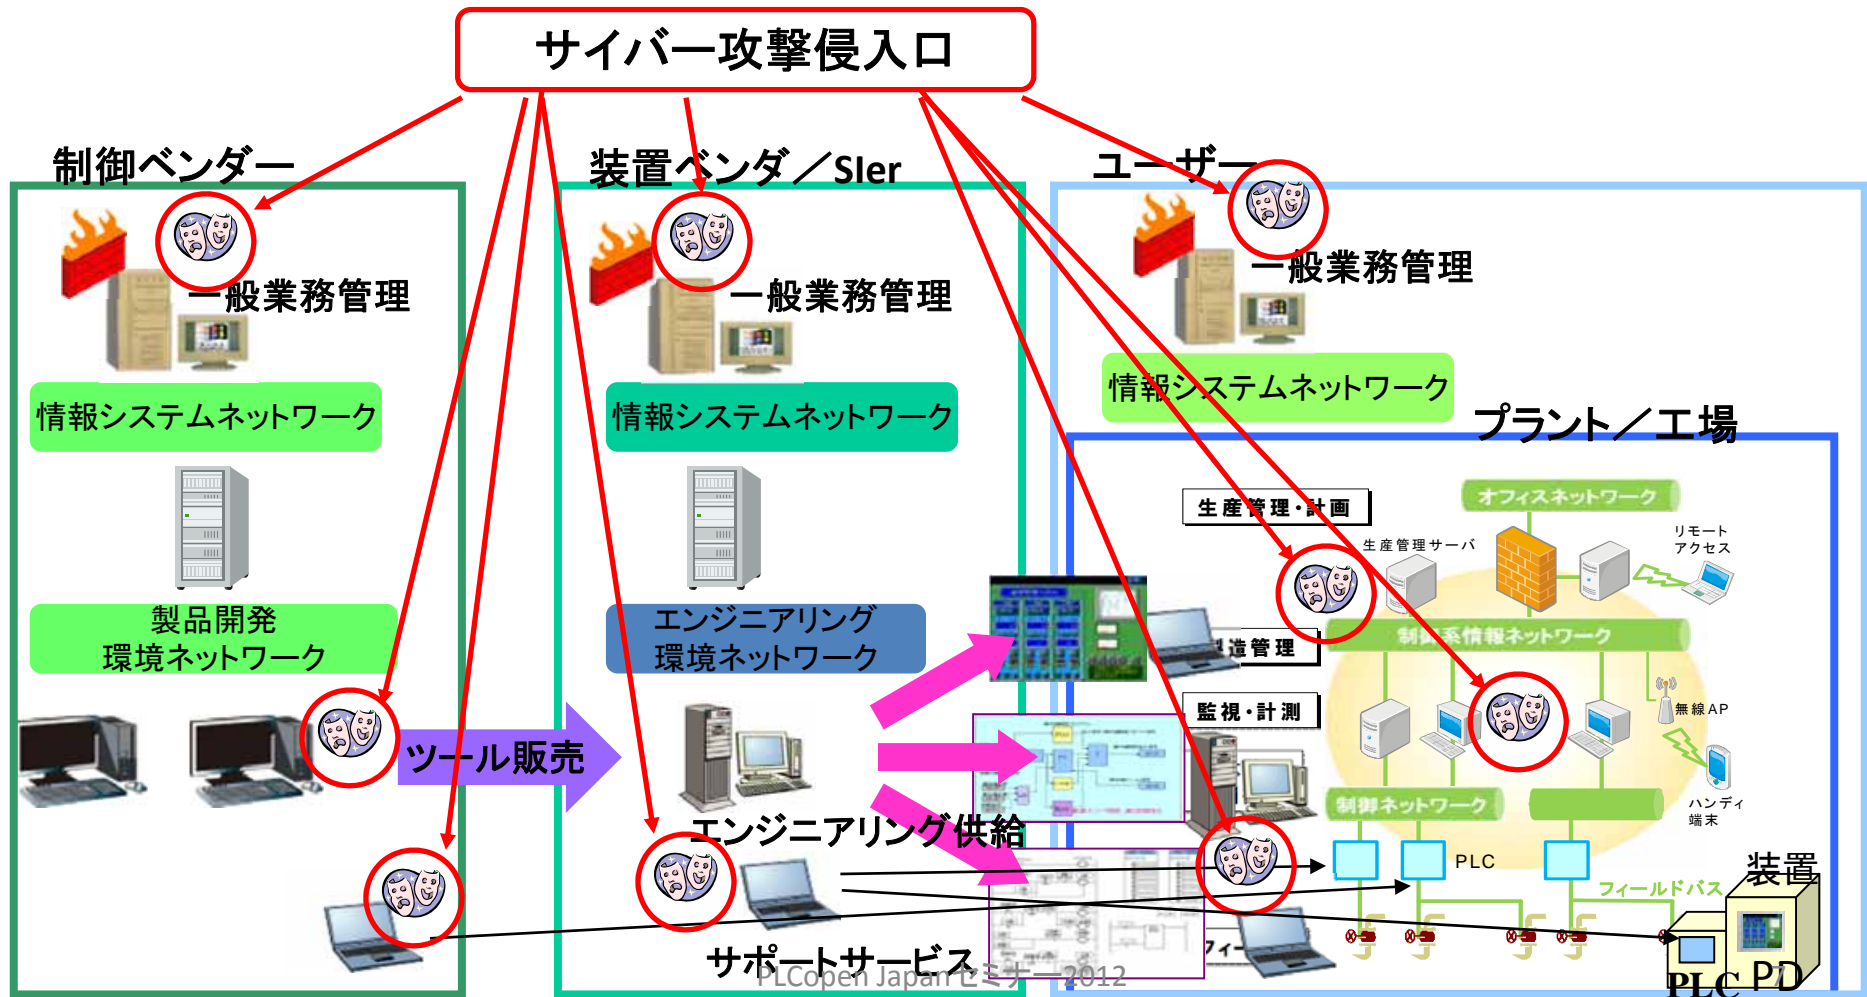 サイバー攻撃侵入口
制御ベンダー
装置ベンダ／SIer
ユーザー
一般業務管理
一般業務管理
一般業務管理
情報システムネットワーク
情報システムネットワーク
情報システムネットワーク
プラント／工場
生産管理・計画
オフィスネットワーク
生産管理サーバ
リモート
アクセス
製品開発
環境ネットワーク
エンジニアリング
環境ネットワーク
造管理
制御系情報ネットワーク
監視・計測
無線AP
ツール販売
制御ネットワーク
ハンディ
端末
エンジニアリング供給
PLC
フィールドバス
装置
サポートサービス
フィー
PLCopen Japanセミナー2012
PLC
PD
7